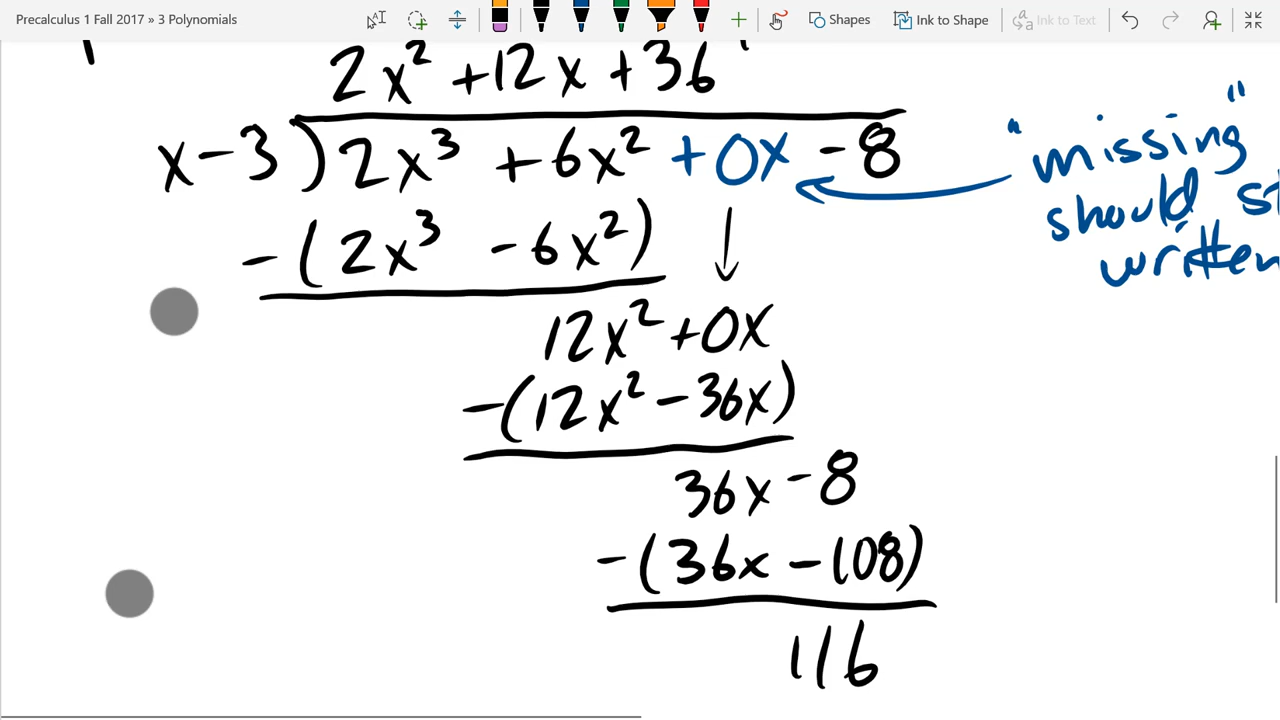 Precalculus 1 Fall 2017 » 3 Polynomials
Shapes
Ink to Shape
Ink to Text
2x² +12x +36
x-3)2x³ +6x² +0x -8
"missing"
should
written
-(2x³ -6x²)
12x² +0x
-(12x² -36x)
36x -8
-(36x -108)
116